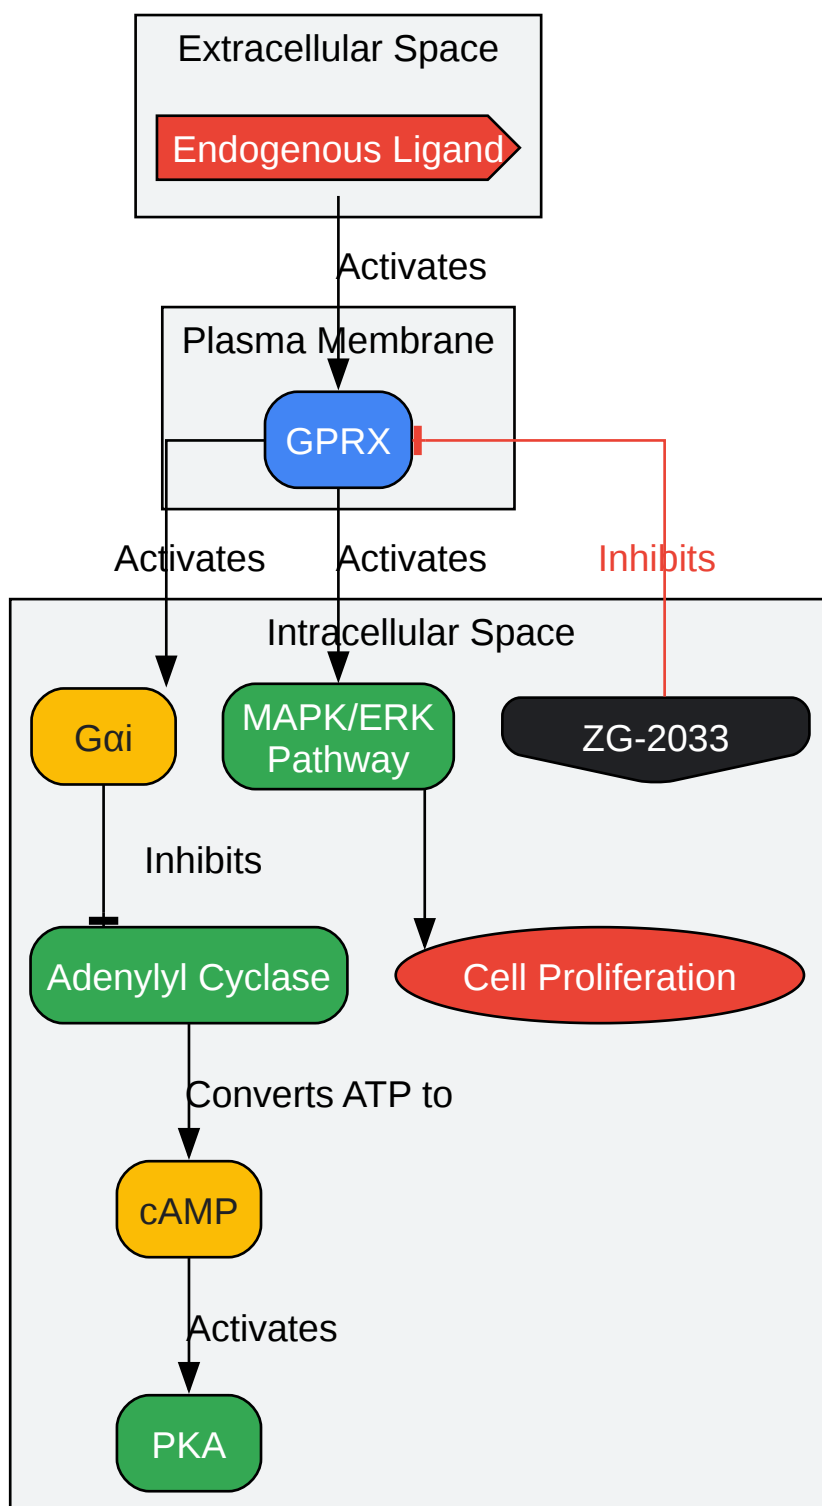 Extracellular Space
Endogenous Ligand
Activates
Plasma Membrane
GPRX
Activates
Activates
Inhibits
Intracellular Space
Gαi
MAPK/ERK
Pathway
ZG-2033
Inhibits
Adenylyl Cyclase
Cell Proliferation
Converts ATP to
cAMP
Activates
PKA